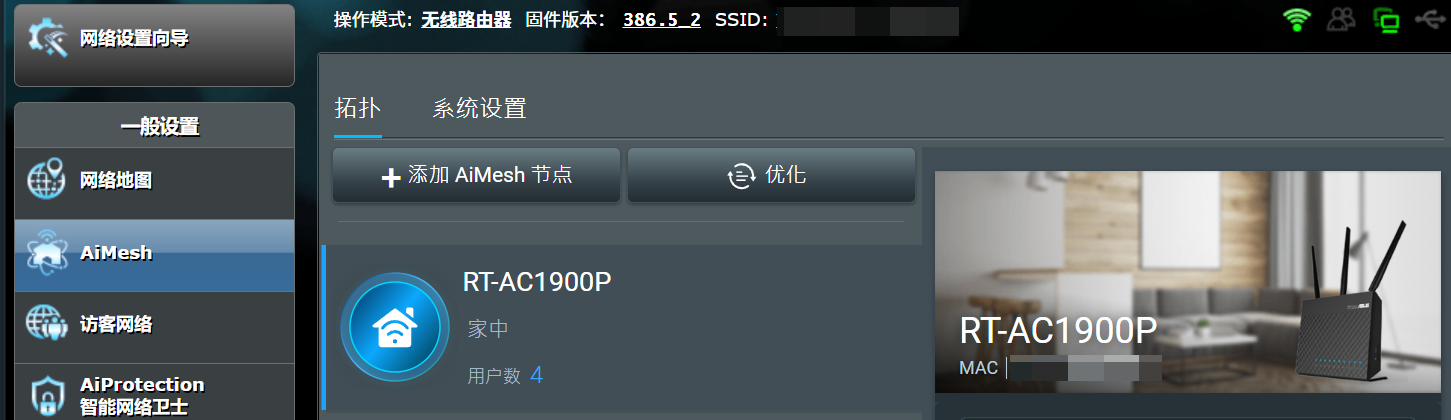 操作模式: 无线路由器 固件版本: 386.5_2 SSID:
网络设置向导
一般设置
网络地图
AiMesh
访客网络
AiProtection
智能网络卫士
拓扑 系统设置
+ 添加 AiMesh 节点 优化
RT-AC1900P
家中
用户数 4
RT-AC1900P
MAC